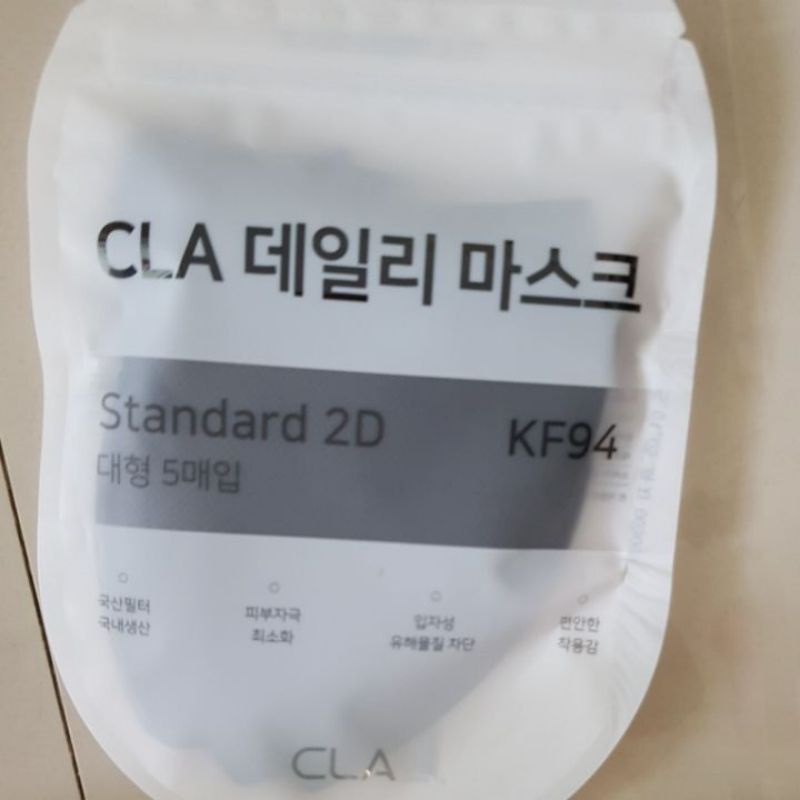 CLA 데일리 마스크
Standard 2D
KF94
대형 5매입
국산필터
국내생산
피부자극
최소화
입자성
유해물질 차단
편안한
착용감
CLA